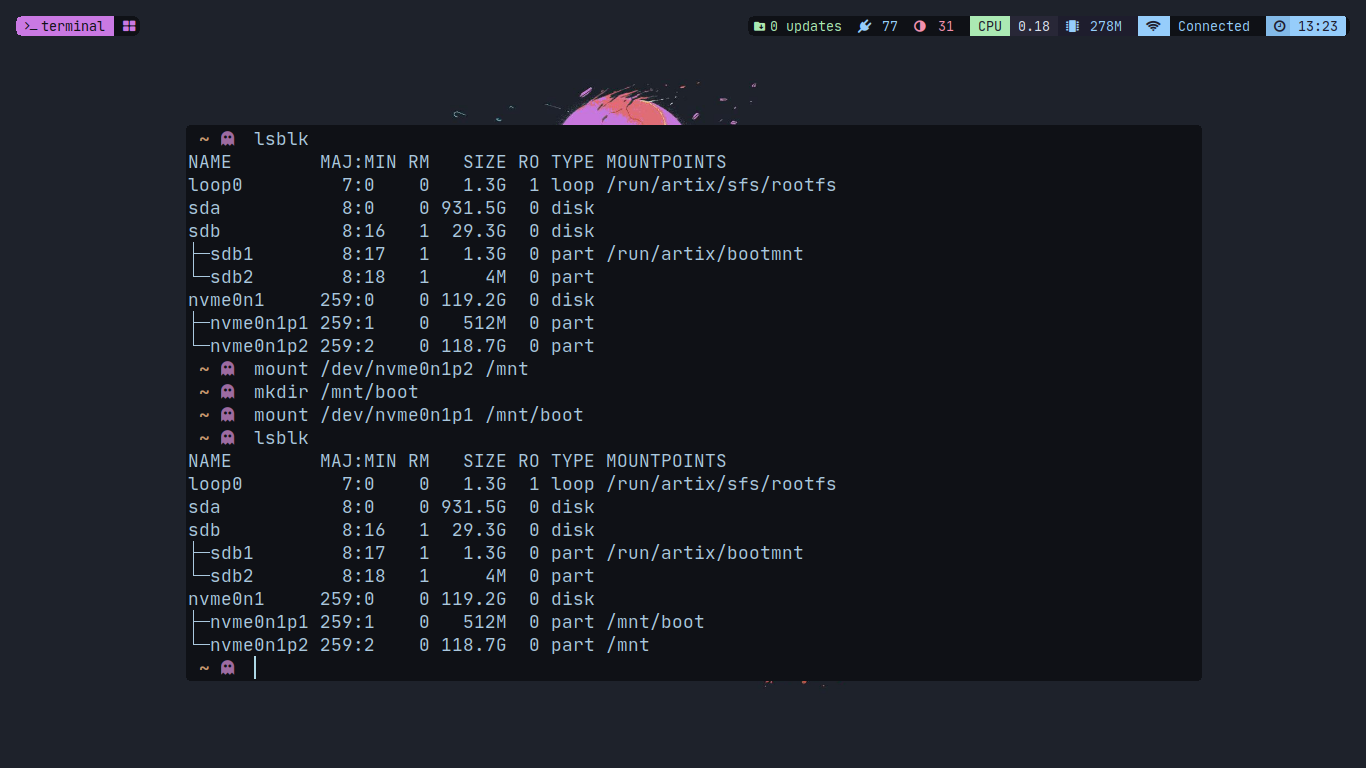 >_ terminal 0 updates 77 31 CPU 0.18 278M Connected 13:23
~ lsblk
NAME        MAJ:MIN RM   SIZE RO TYPE MOUNTPOINTS
loop0         7:0    0   1.3G  1 loop /run/artix/sfs/rootfs
sda           8:0    0 931.5G  0 disk
sdb           8:16   1  29.3G  0 disk
├─sdb1        8:17   1   1.3G  0 part /run/artix/bootmnt
└─sdb2        8:18   1     4M  0 part
nvme0n1     259:0    0 119.2G  0 disk
├─nvme0n1p1 259:1    0   512M  0 part
└─nvme0n1p2 259:2    0 118.7G  0 part
~ mount /dev/nvme0n1p2 /mnt
~ mkdir /mnt/boot
~ mount /dev/nvme0n1p1 /mnt/boot
~ lsblk
NAME        MAJ:MIN RM   SIZE RO TYPE MOUNTPOINTS
loop0         7:0    0   1.3G  1 loop /run/artix/sfs/rootfs
sda           8:0    0 931.5G  0 disk
sdb           8:16   1  29.3G  0 disk
├─sdb1        8:17   1   1.3G  0 part /run/artix/bootmnt
└─sdb2        8:18   1     4M  0 part
nvme0n1     259:0    0 119.2G  0 disk
├─nvme0n1p1 259:1    0   512M  0 part /mnt/boot
└─nvme0n1p2 259:2    0 118.7G  0 part /mnt
~